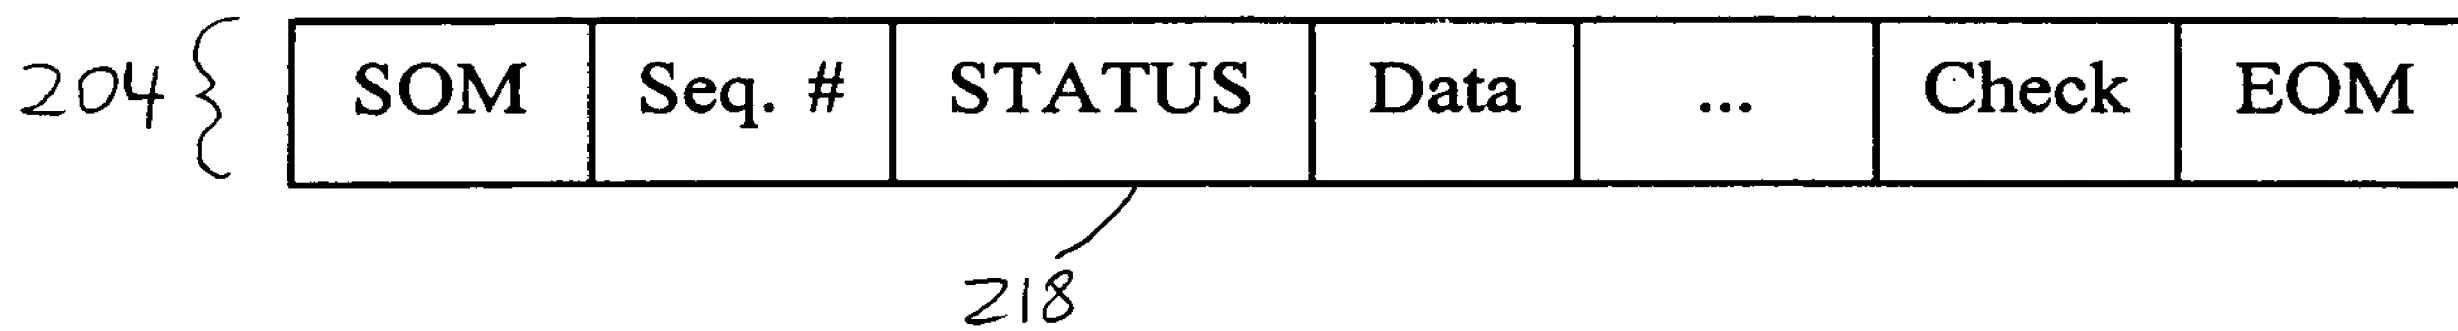 204 SOM Seq. # STATUS Data ... Check EOM
218